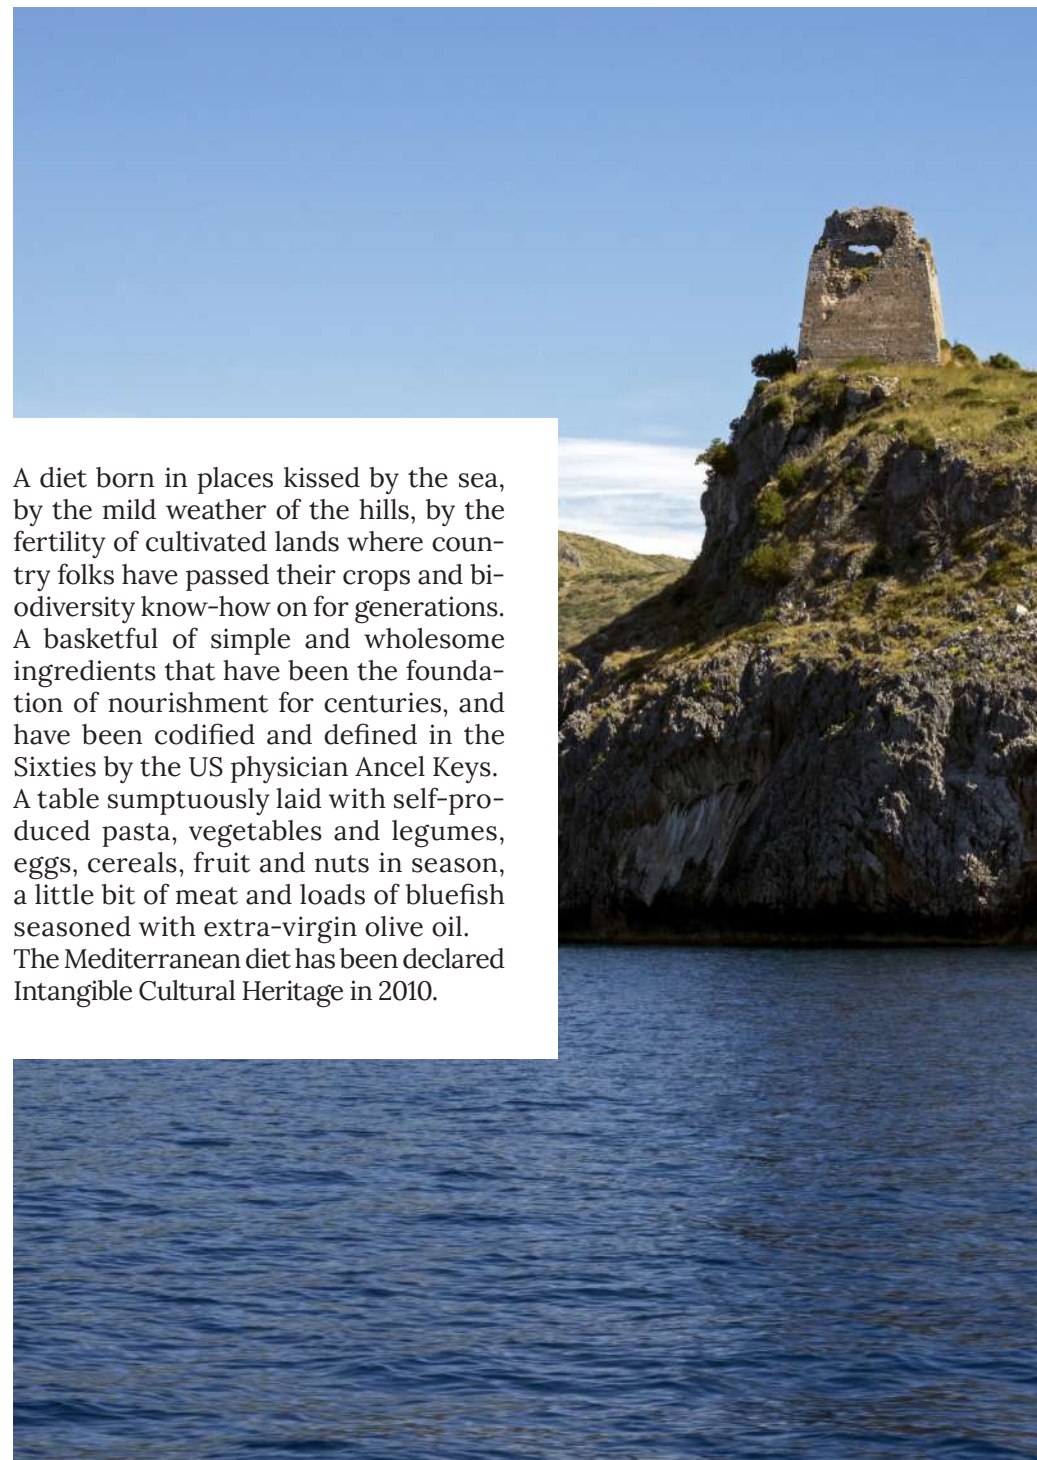 A diet born in places kissed by the sea,
by the mild weather of the hills, by the
fertility of cultivated lands where coun-
try folks have passed their crops and bi-
odiversity know-how on for generations.
A basketful of simple and wholesome
ingredients that have been the founda-
tion of nourishment for centuries, and
have been codified and defined in the
Sixties by the US physician Ancel Keys.
A table sumptuously laid with self-pro-
duced pasta, vegetables and legumes,
eggs, cereals, fruit and nuts in season,
a little bit of meat and loads of bluefish
seasoned with extra-virgin olive oil.
The Mediterranean diet has been declared
Intangible Cultural Heritage in 2010.